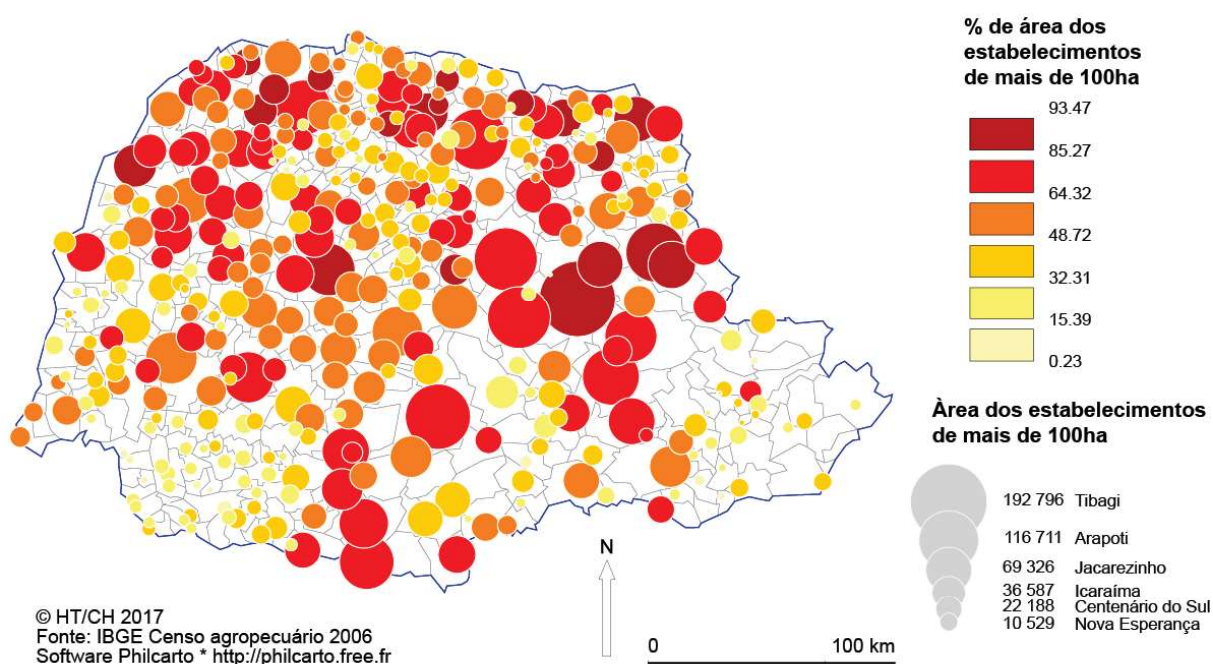 % de área dos
estabelecimentos
de mais de 100ha
93.47
85.27
64.32
48.72
32.31
15.39
0.23
Àrea dos estabelecimentos
de mais de 100ha
192 796 Tibagi
116 711 Arapoti
69 326 Jacarezinho
36 587 Icaraíma
22 188 Centenário do Sul
10 529 Nova Esperança
N
0 100 km
© HT/CH 2017
Fonte: IBGE Censo agropecuário 2006
Software Philcarto * http://philcarto.free.fr